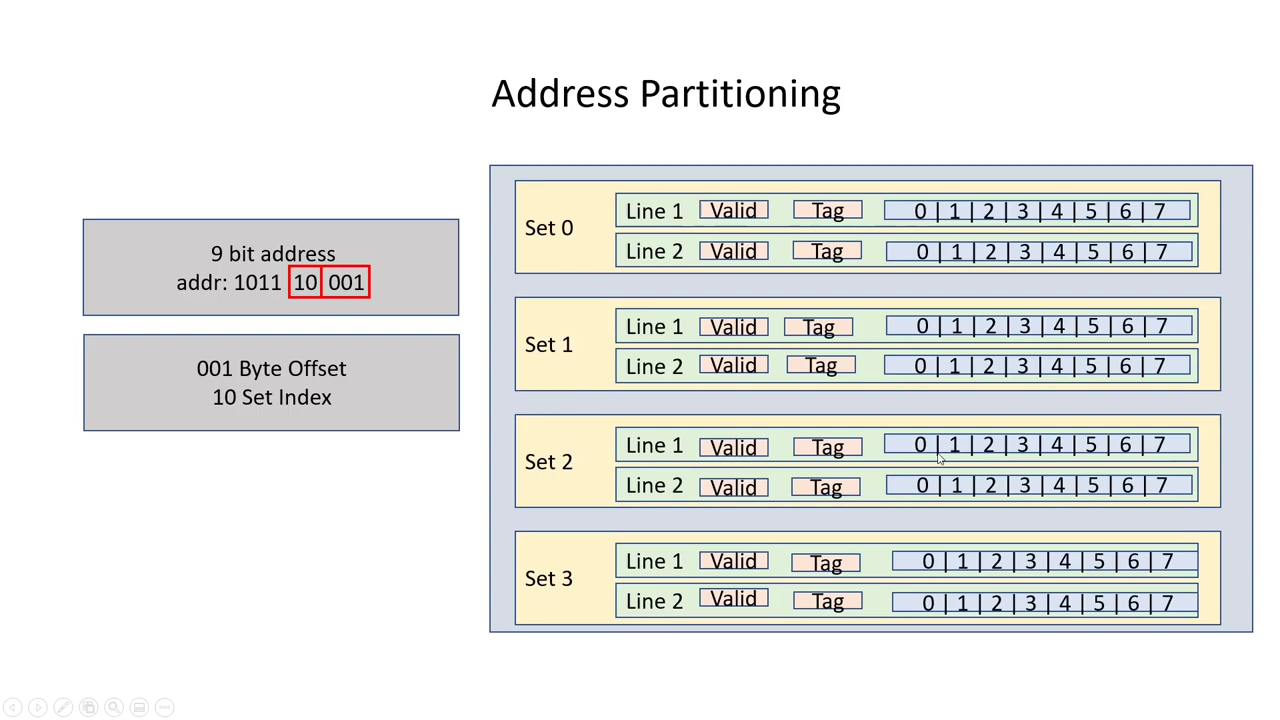 Address Partitioning
9 bit address
addr: 1011 10 001
001 Byte Offset
10 Set Index
Set 0
Line 1 Valid Tag 0 | 1 | 2 | 3 | 4 | 5 | 6 | 7
Line 2 Valid Tag 0 | 1 | 2 | 3 | 4 | 5 | 6 | 7
Set 1
Line 1 Valid Tag 0 | 1 | 2 | 3 | 4 | 5 | 6 | 7
Line 2 Valid Tag 0 | 1 | 2 | 3 | 4 | 5 | 6 | 7
Set 2
Line 1 Valid Tag 0 | 1 | 2 | 3 | 4 | 5 | 6 | 7
Line 2 Valid Tag 0 | 1 | 2 | 3 | 4 | 5 | 6 | 7
Set 3
Line 1 Valid Tag 0 | 1 | 2 | 3 | 4 | 5 | 6 | 7
Line 2 Valid Tag 0 | 1 | 2 | 3 | 4 | 5 | 6 | 7